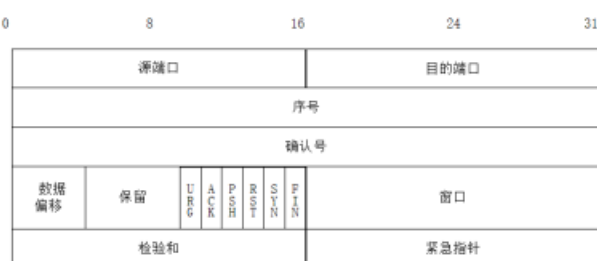 0 8 16 24 31
源端口 目的端口
序号
确认号
数据
偏移
保留
URG
ACK
PSH
RST
SYN
FIN
窗口
检验和 紧急指针